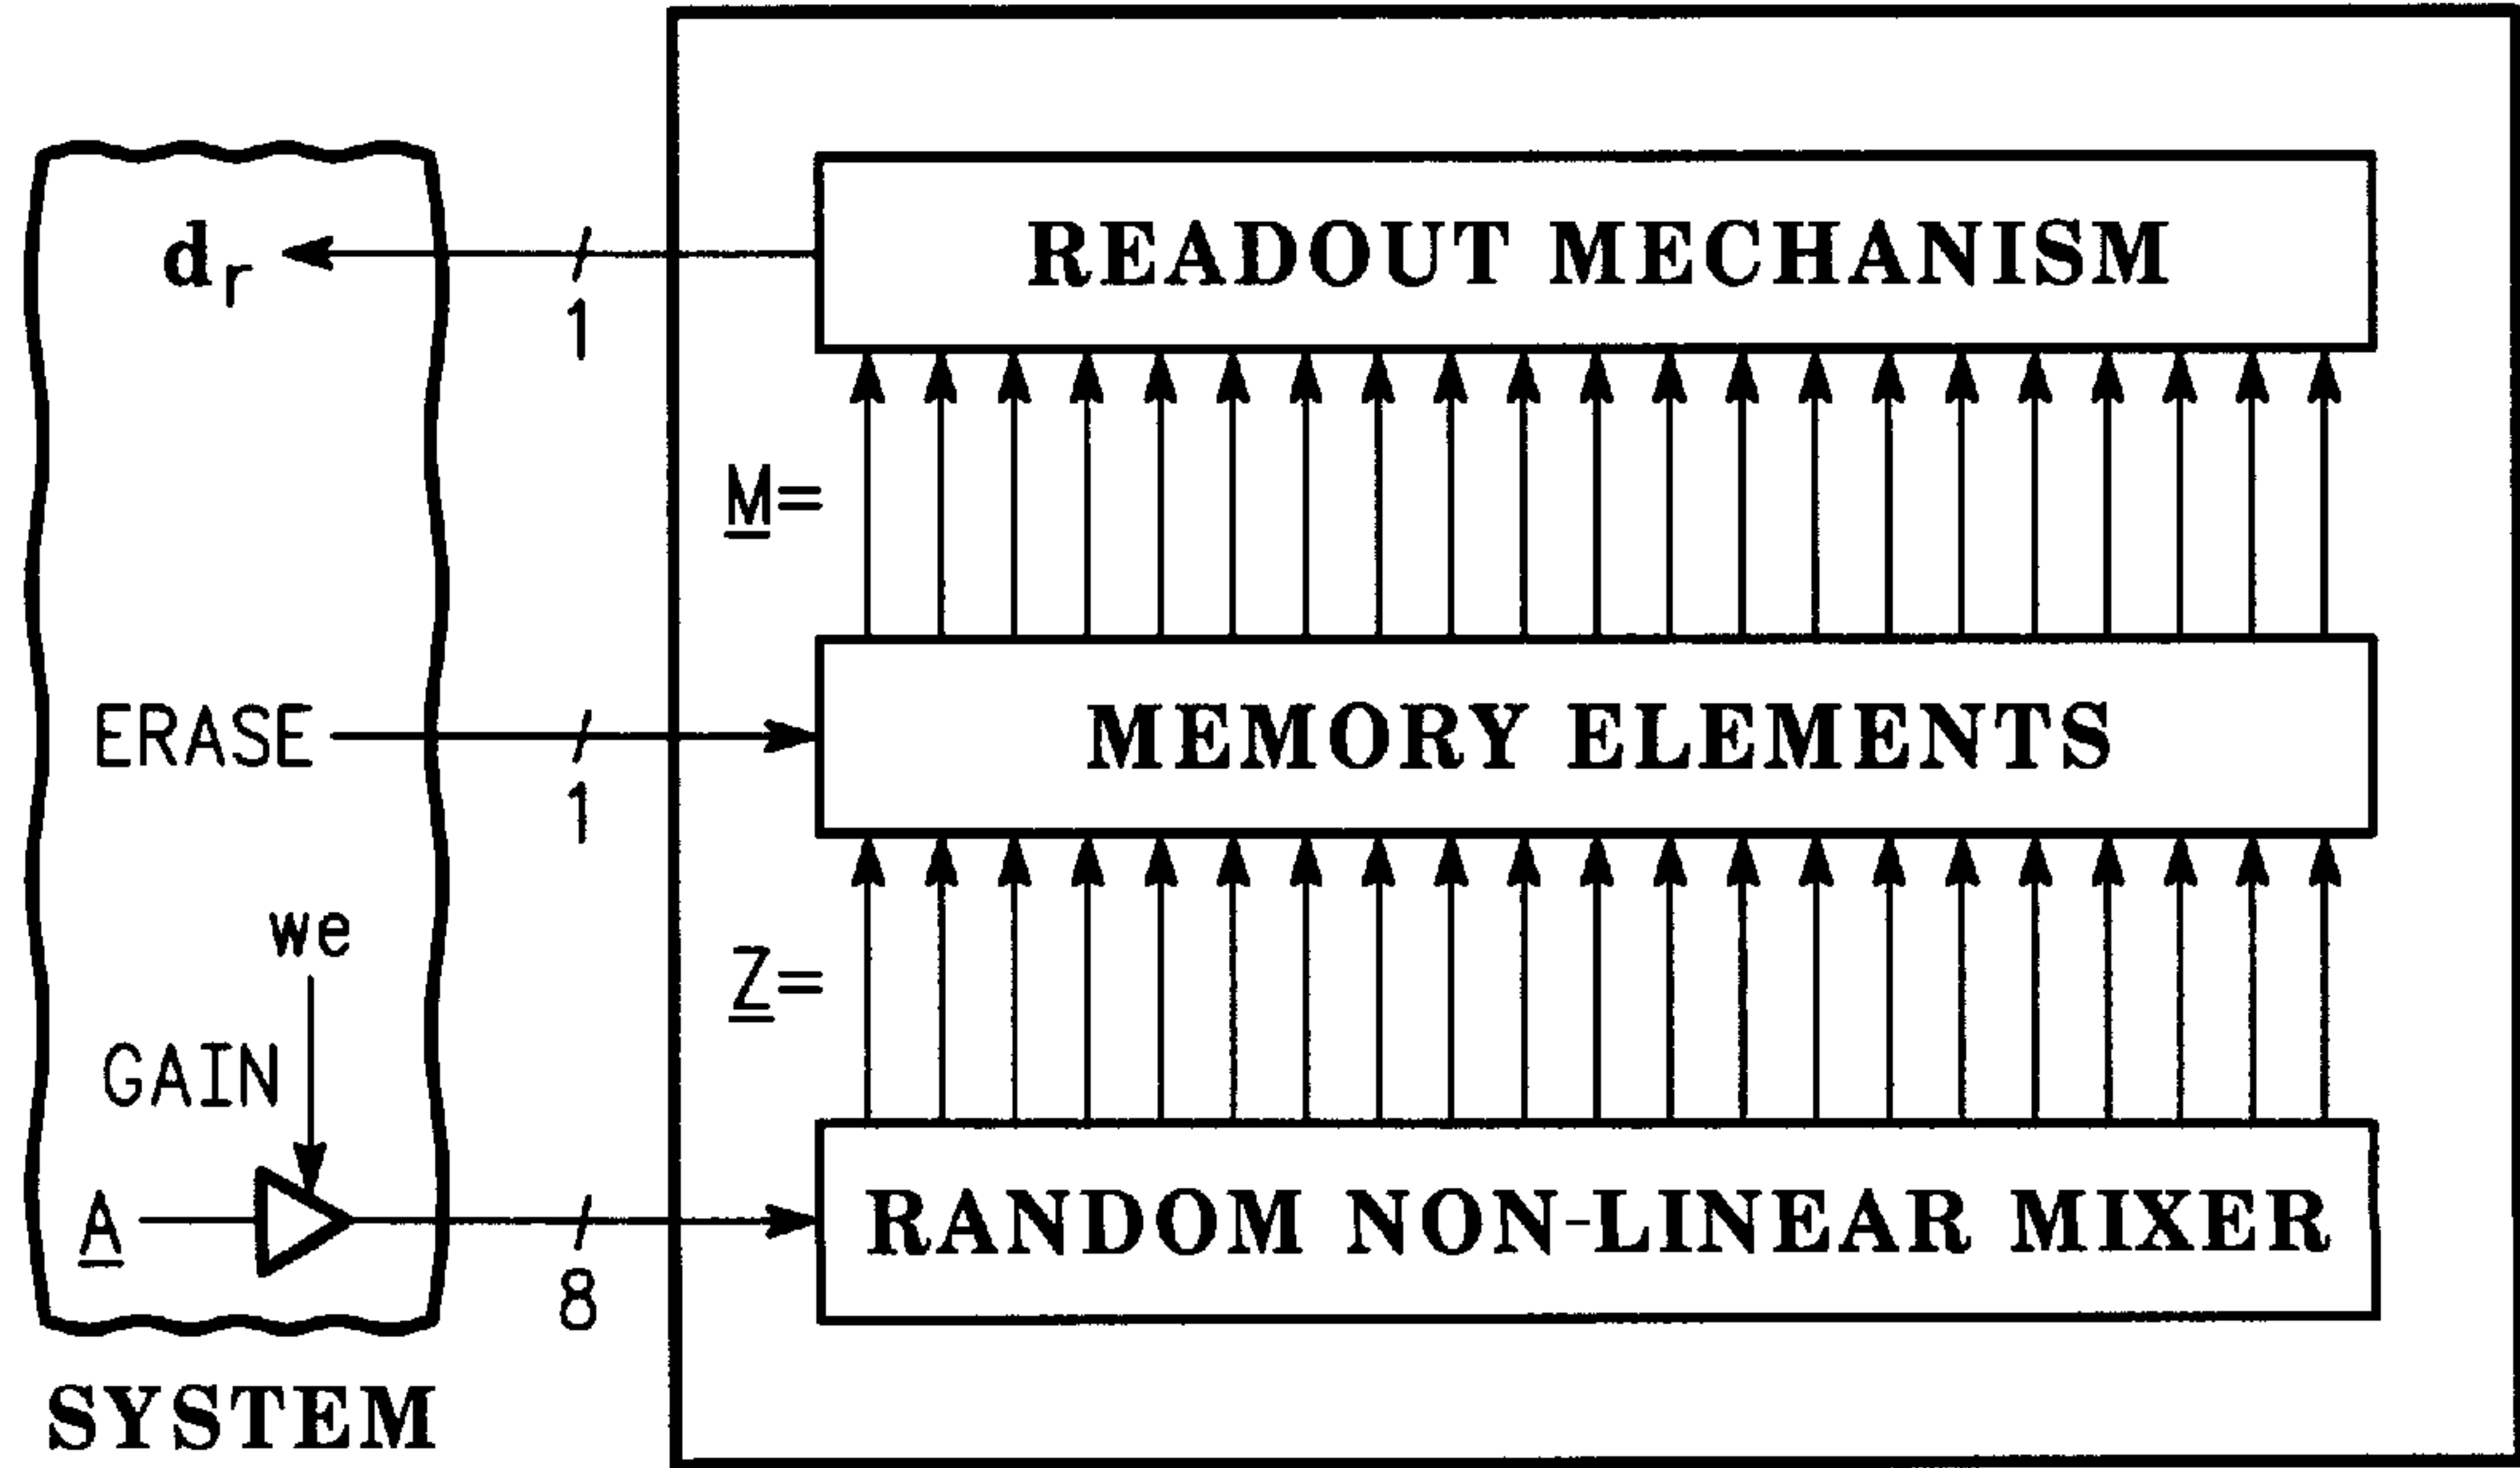 READOUT MECHANISM
dr
1
M=
MEMORY ELEMENTS
ERASE
1
we
Z=
GAIN
RANDOM NON-LINEAR MIXER
A
8
SYSTEM